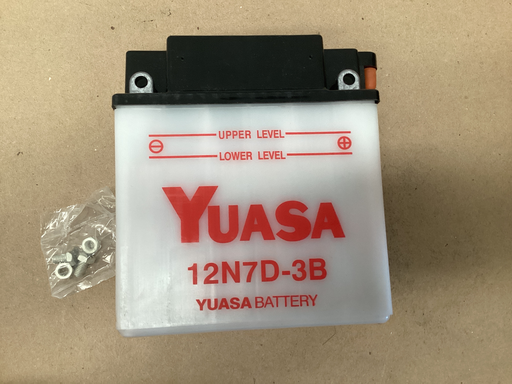 UPPER LEVEL
LOWER LEVEL
YUASA
12N7D-3B
YUASA BATTERY